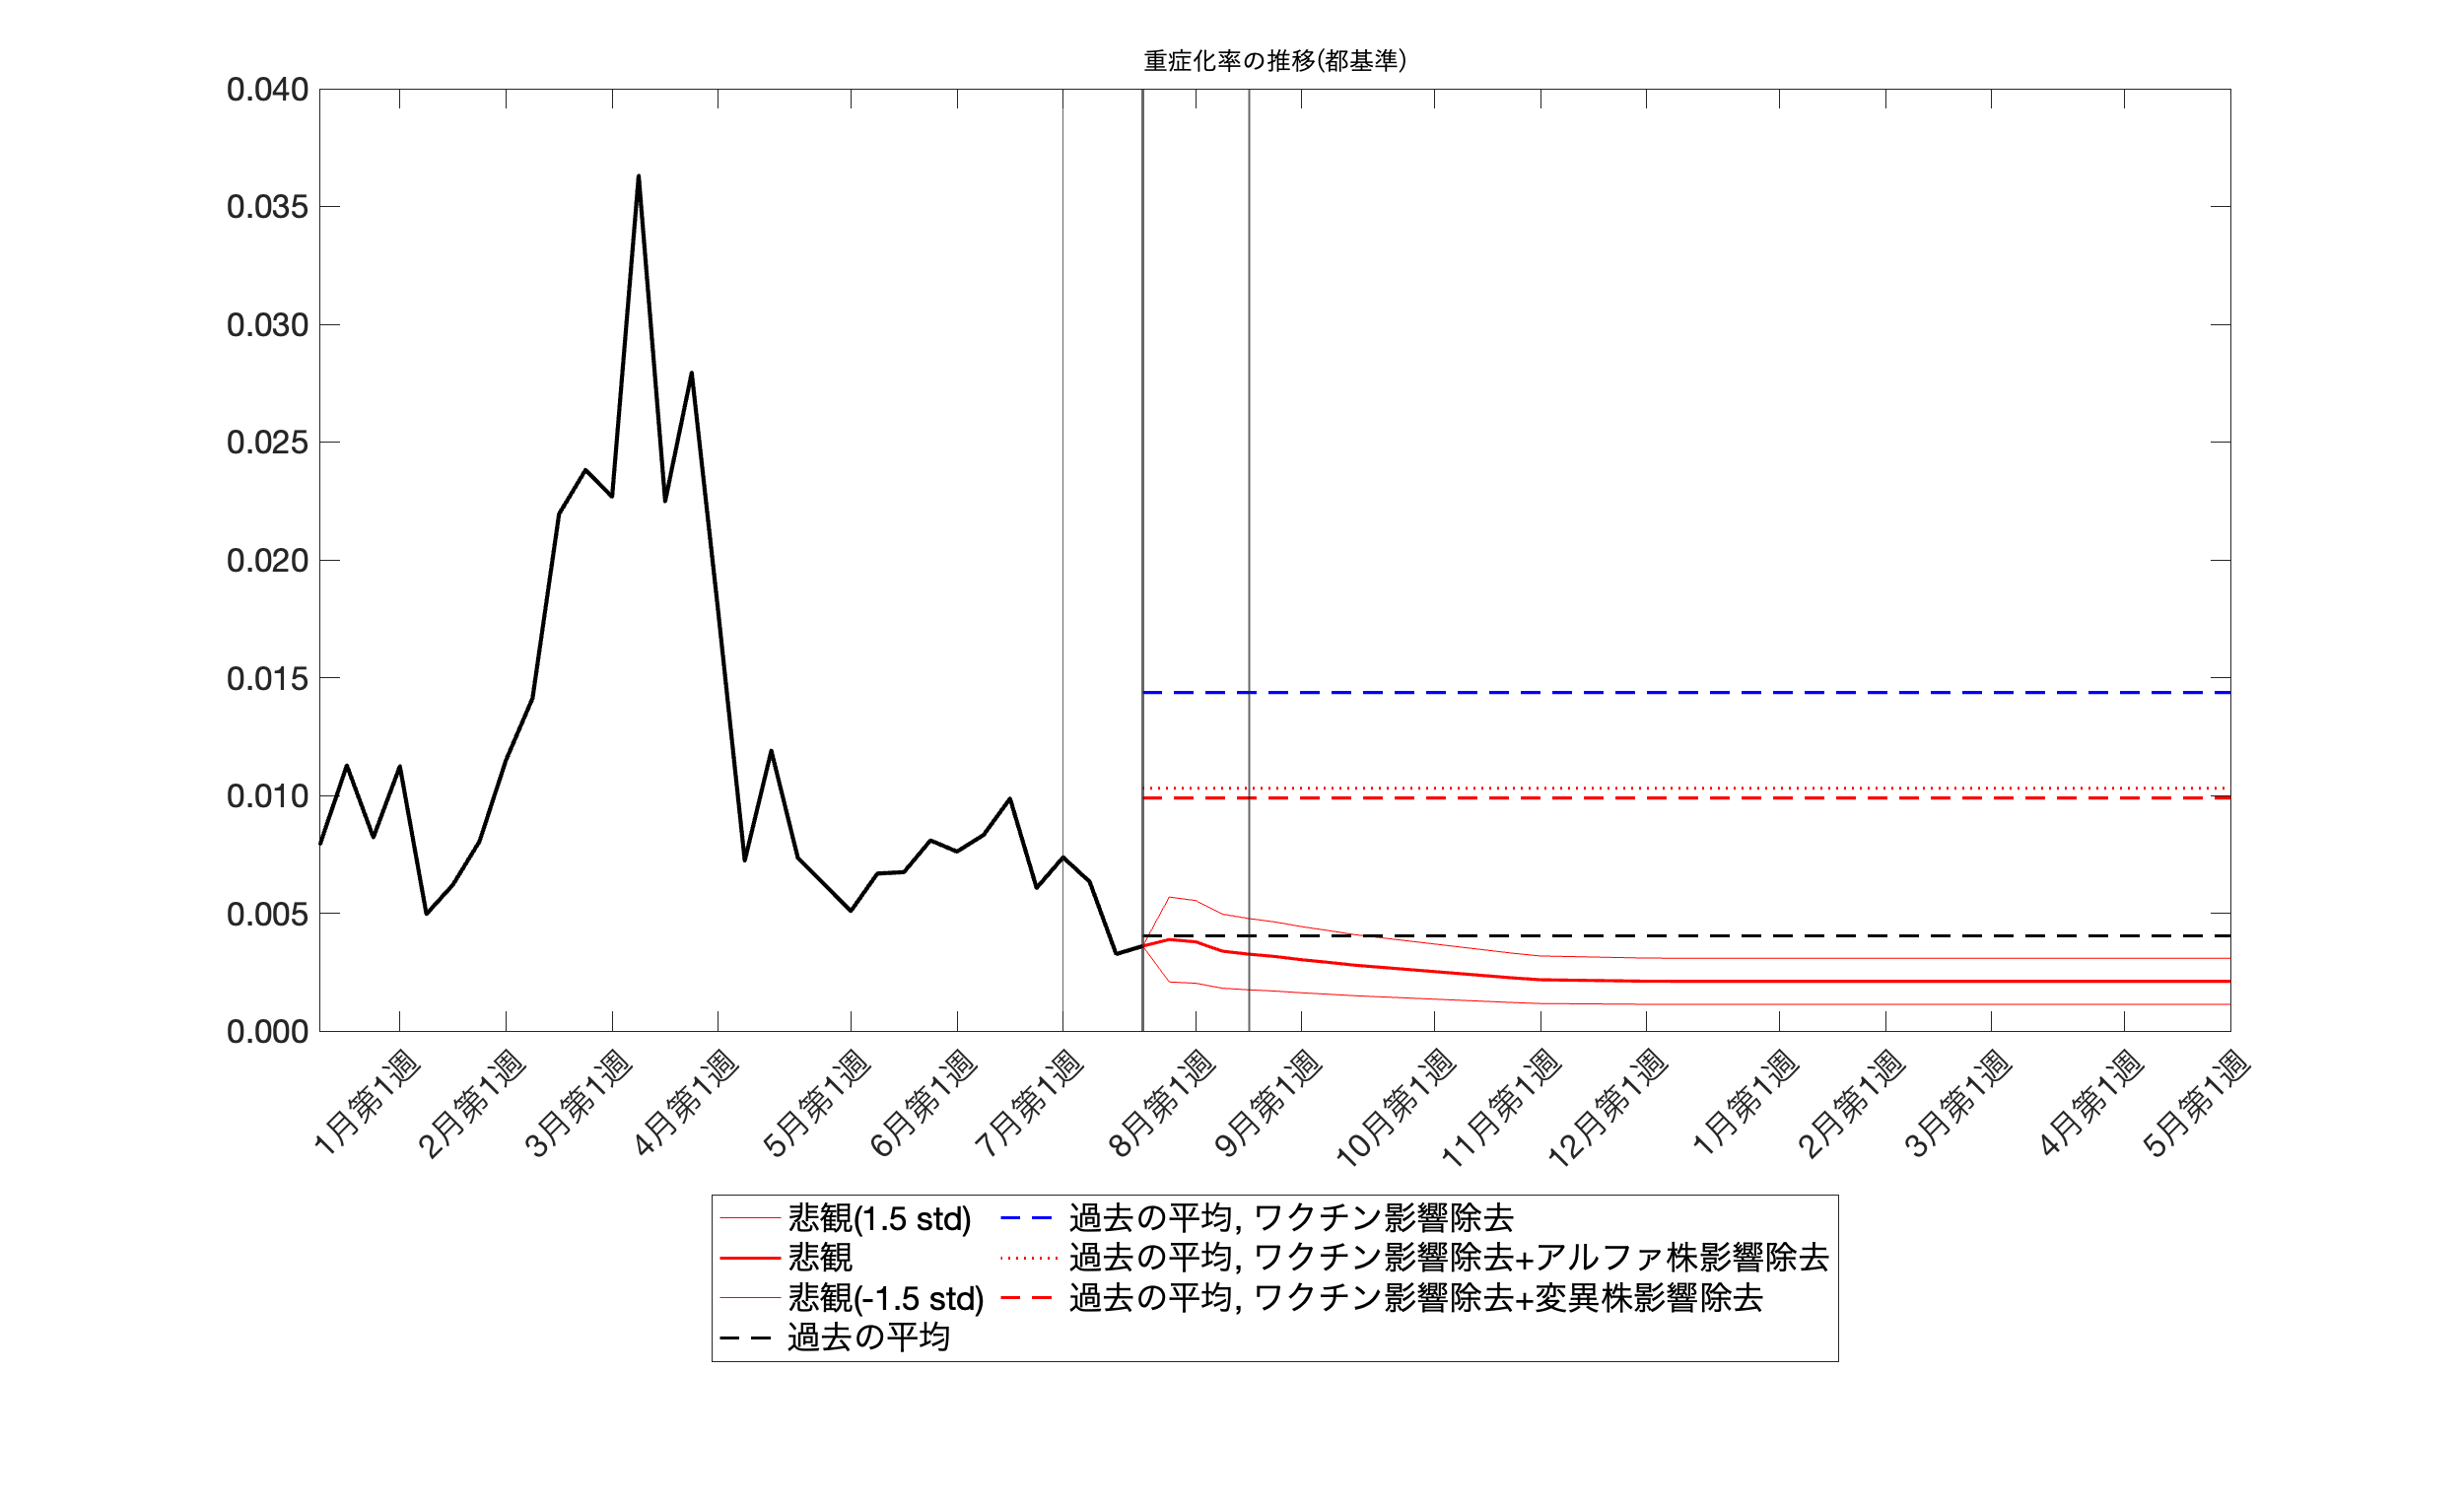 重症化率の推移(都基準)
0.040
0.035
0.030
0.025
0.020
0.015
0.010
0.005
0.000
1月第1週
2月第1週
3月第1週
4月第1週
5月第1週
6月第1週
7月第1週
8月第1週
9月第1週
10月第1週
11月第1週
12月第1週
1月第1週
2月第1週
3月第1週
4月第1週
5月第1週
悲観(1.5 std)
悲観
悲観(-1.5 std)
過去の平均
過去の平均, ワクチン影響除去
過去の平均, ワクチン影響除去+アルファ株影響除去
過去の平均, ワクチン影響除去+変異株影響除去